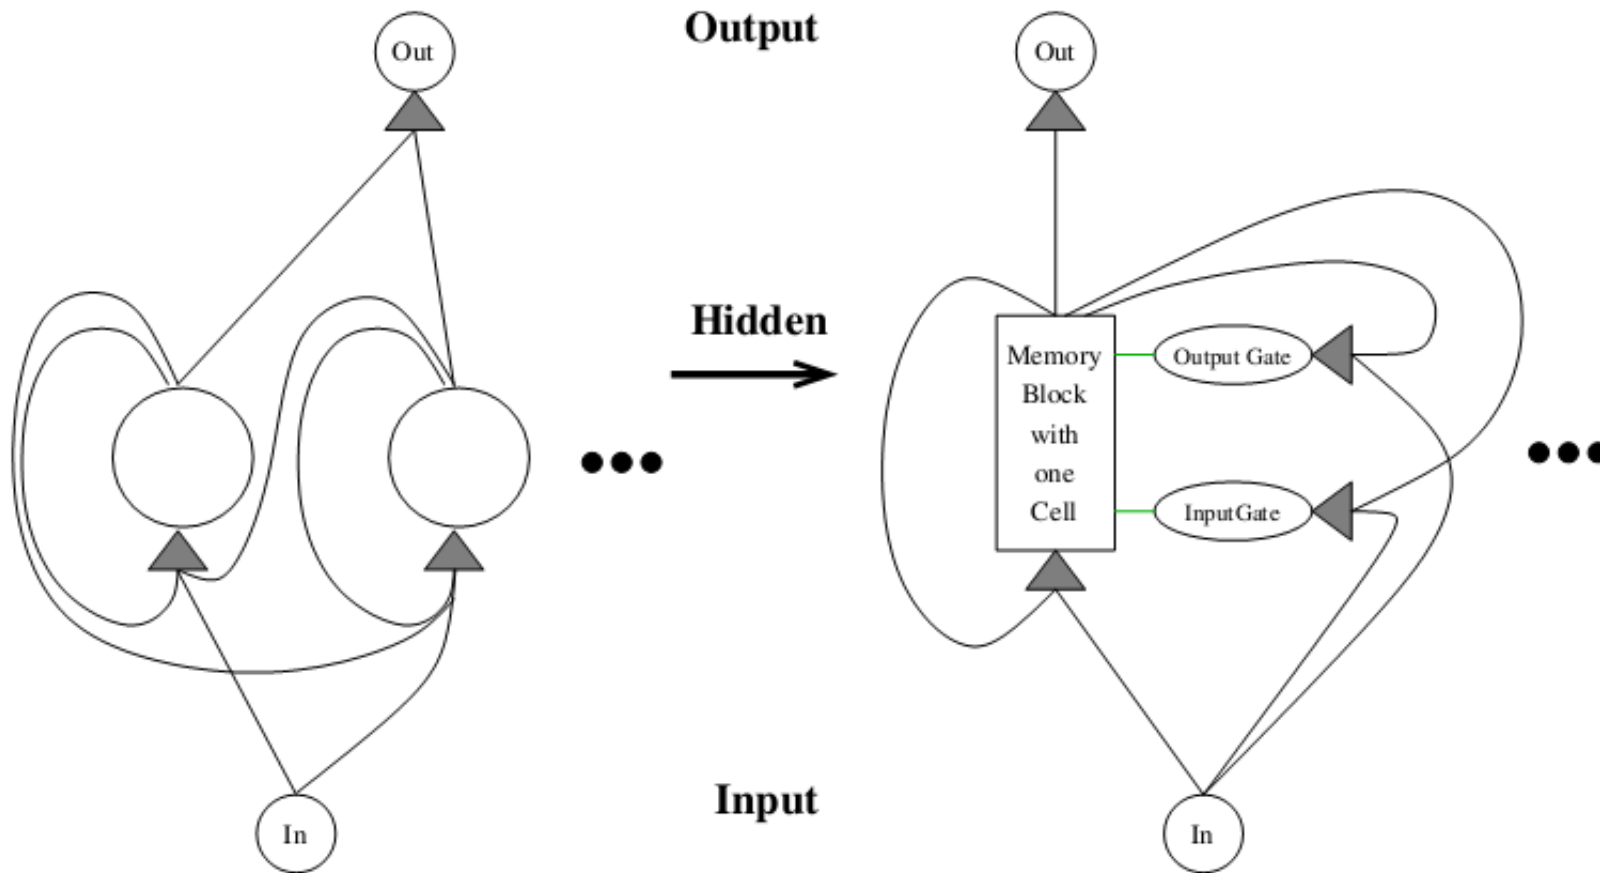 Out
Output
Out
Hidden
Memory
Block
with
one
Cell
Output Gate
InputGate
Input
In
In